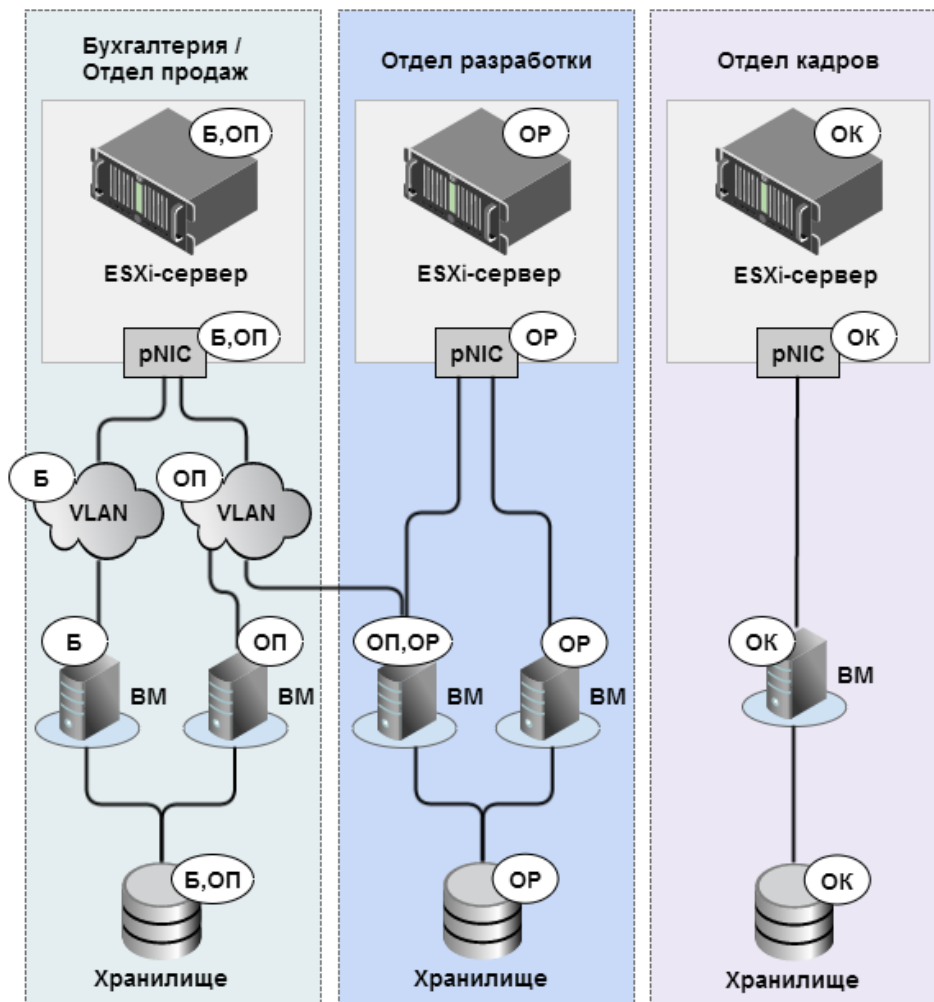 Бухгалтерия /
Отдел продаж
Отдел разработки
Отдел кадров
Б,ОП
ОР
ОК
ESXi-сервер
ESXi-сервер
ESXi-сервер
Б,ОП
ОР
ОК
pNIC
pNIC
pNIC
Б
ОП
VLAN
VLAN
Б
ОП
ОП,ОР
ОР
ОК
ВМ
ВМ
ВМ
ВМ
ВМ
Б,ОП
ОР
ОК
Хранилище
Хранилище
Хранилище